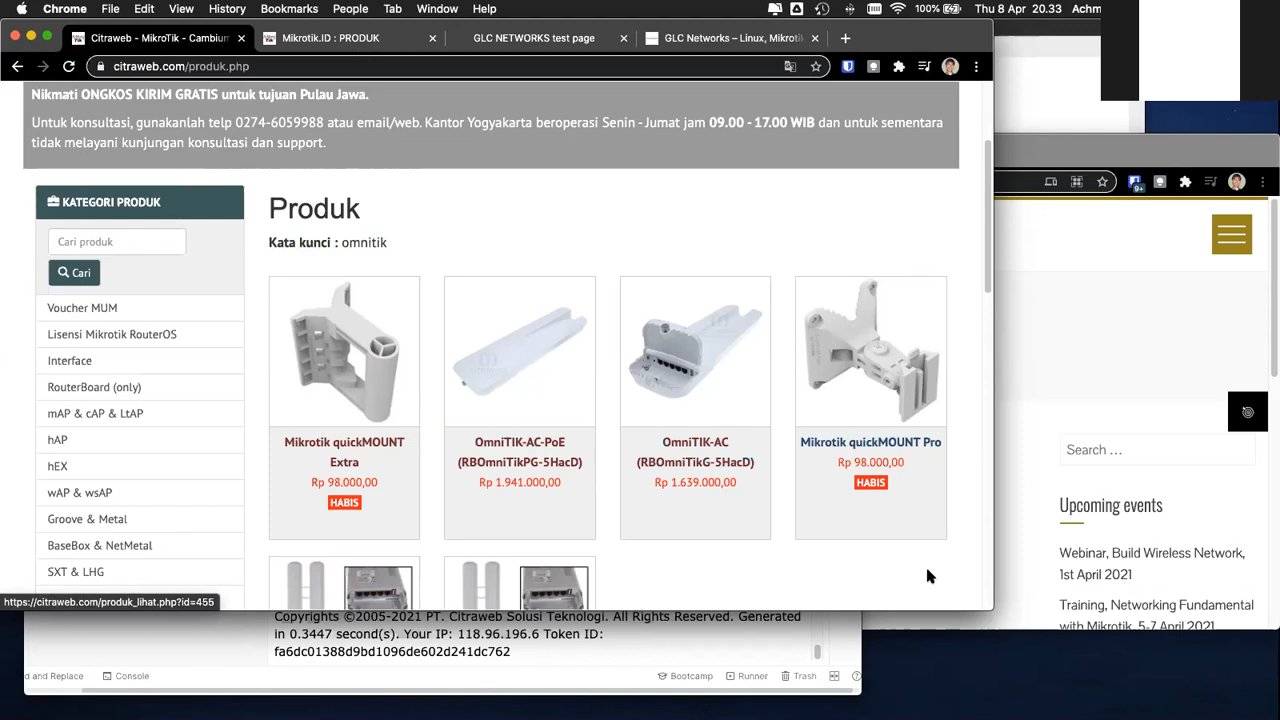 Chrome File Edit View History Bookmarks People Tab Window Help
100% Thu 8 Apr 20.33 Achm
Citraweb - MikroTik - Cambium
Mikrotik.ID : PRODUK
GLC NETWORKS test page
GLC Networks – Linux, Mikrotik
citraweb.com/produk.php
Nikmati ONGKOS KIRIM GRATIS untuk tujuan Pulau Jawa.
Untuk konsultasi, gunakanlah telp 0274-6059988 atau email/web. Kantor Yogyakarta beroperasi Senin - Jumat jam 09.00 - 17.00 WIB dan untuk sementara
tidak melayani kunjungan konsultasi dan support.
KATEGORI PRODUK
Cari produk
Cari
Voucher MUM
Lisensi Mikrotik RouterOS
Interface
RouterBoard (only)
mAP & cAP & LtAP
hAP
hEX
wAP & wsAP
Groove & Metal
BaseBox & NetMetal
SXT & LHG
Produk
Kata kunci : omnitik
Mikrotik quickMOUNT
Extra
Rp 98.000,00
HABIS
OmniTIK-AC-PoE
(RBOmniTikPG-5HacD)
Rp 1.941.000,00
OmniTIK-AC
(RBOmniTikG-5HacD)
Rp 1.639.000,00
Mikrotik quickMOUNT Pro
Rp 98.000,00
HABIS
https://citraweb.com/produk_lihat.php?id=455
9+
Search …
Upcoming events
Webinar, Build Wireless Network,
1st April 2021
Training, Networking Fundamental
with Mikrotik, 5-7 April 2021
Copyrights ©2005-2021 PT. Citraweb Solusi Teknologi. All Rights Reserved. Generated
in 0.3447 second(s). Your IP: 118.96.196.6 Token ID:
fa6dc01388d9bd1096de602d241dc762
d and Replace
Console
Bootcamp
Runner
Trash